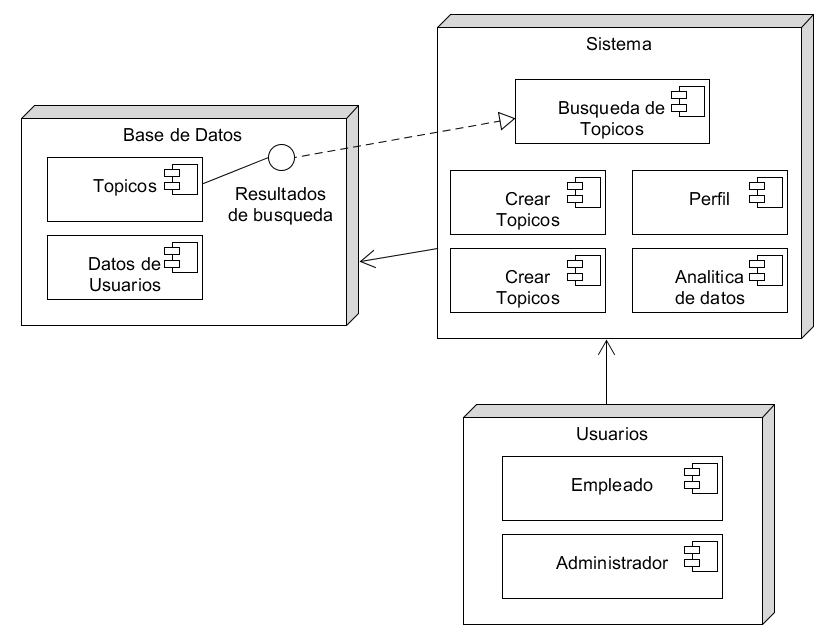 Sistema
Busqueda de
Topicos
Crear
Topicos
Perfil
Crear
Topicos
Analitica
de datos
Base de Datos
Topicos
Resultados
de busqueda
Datos de
Usuarios
Usuarios
Empleado
Administrador